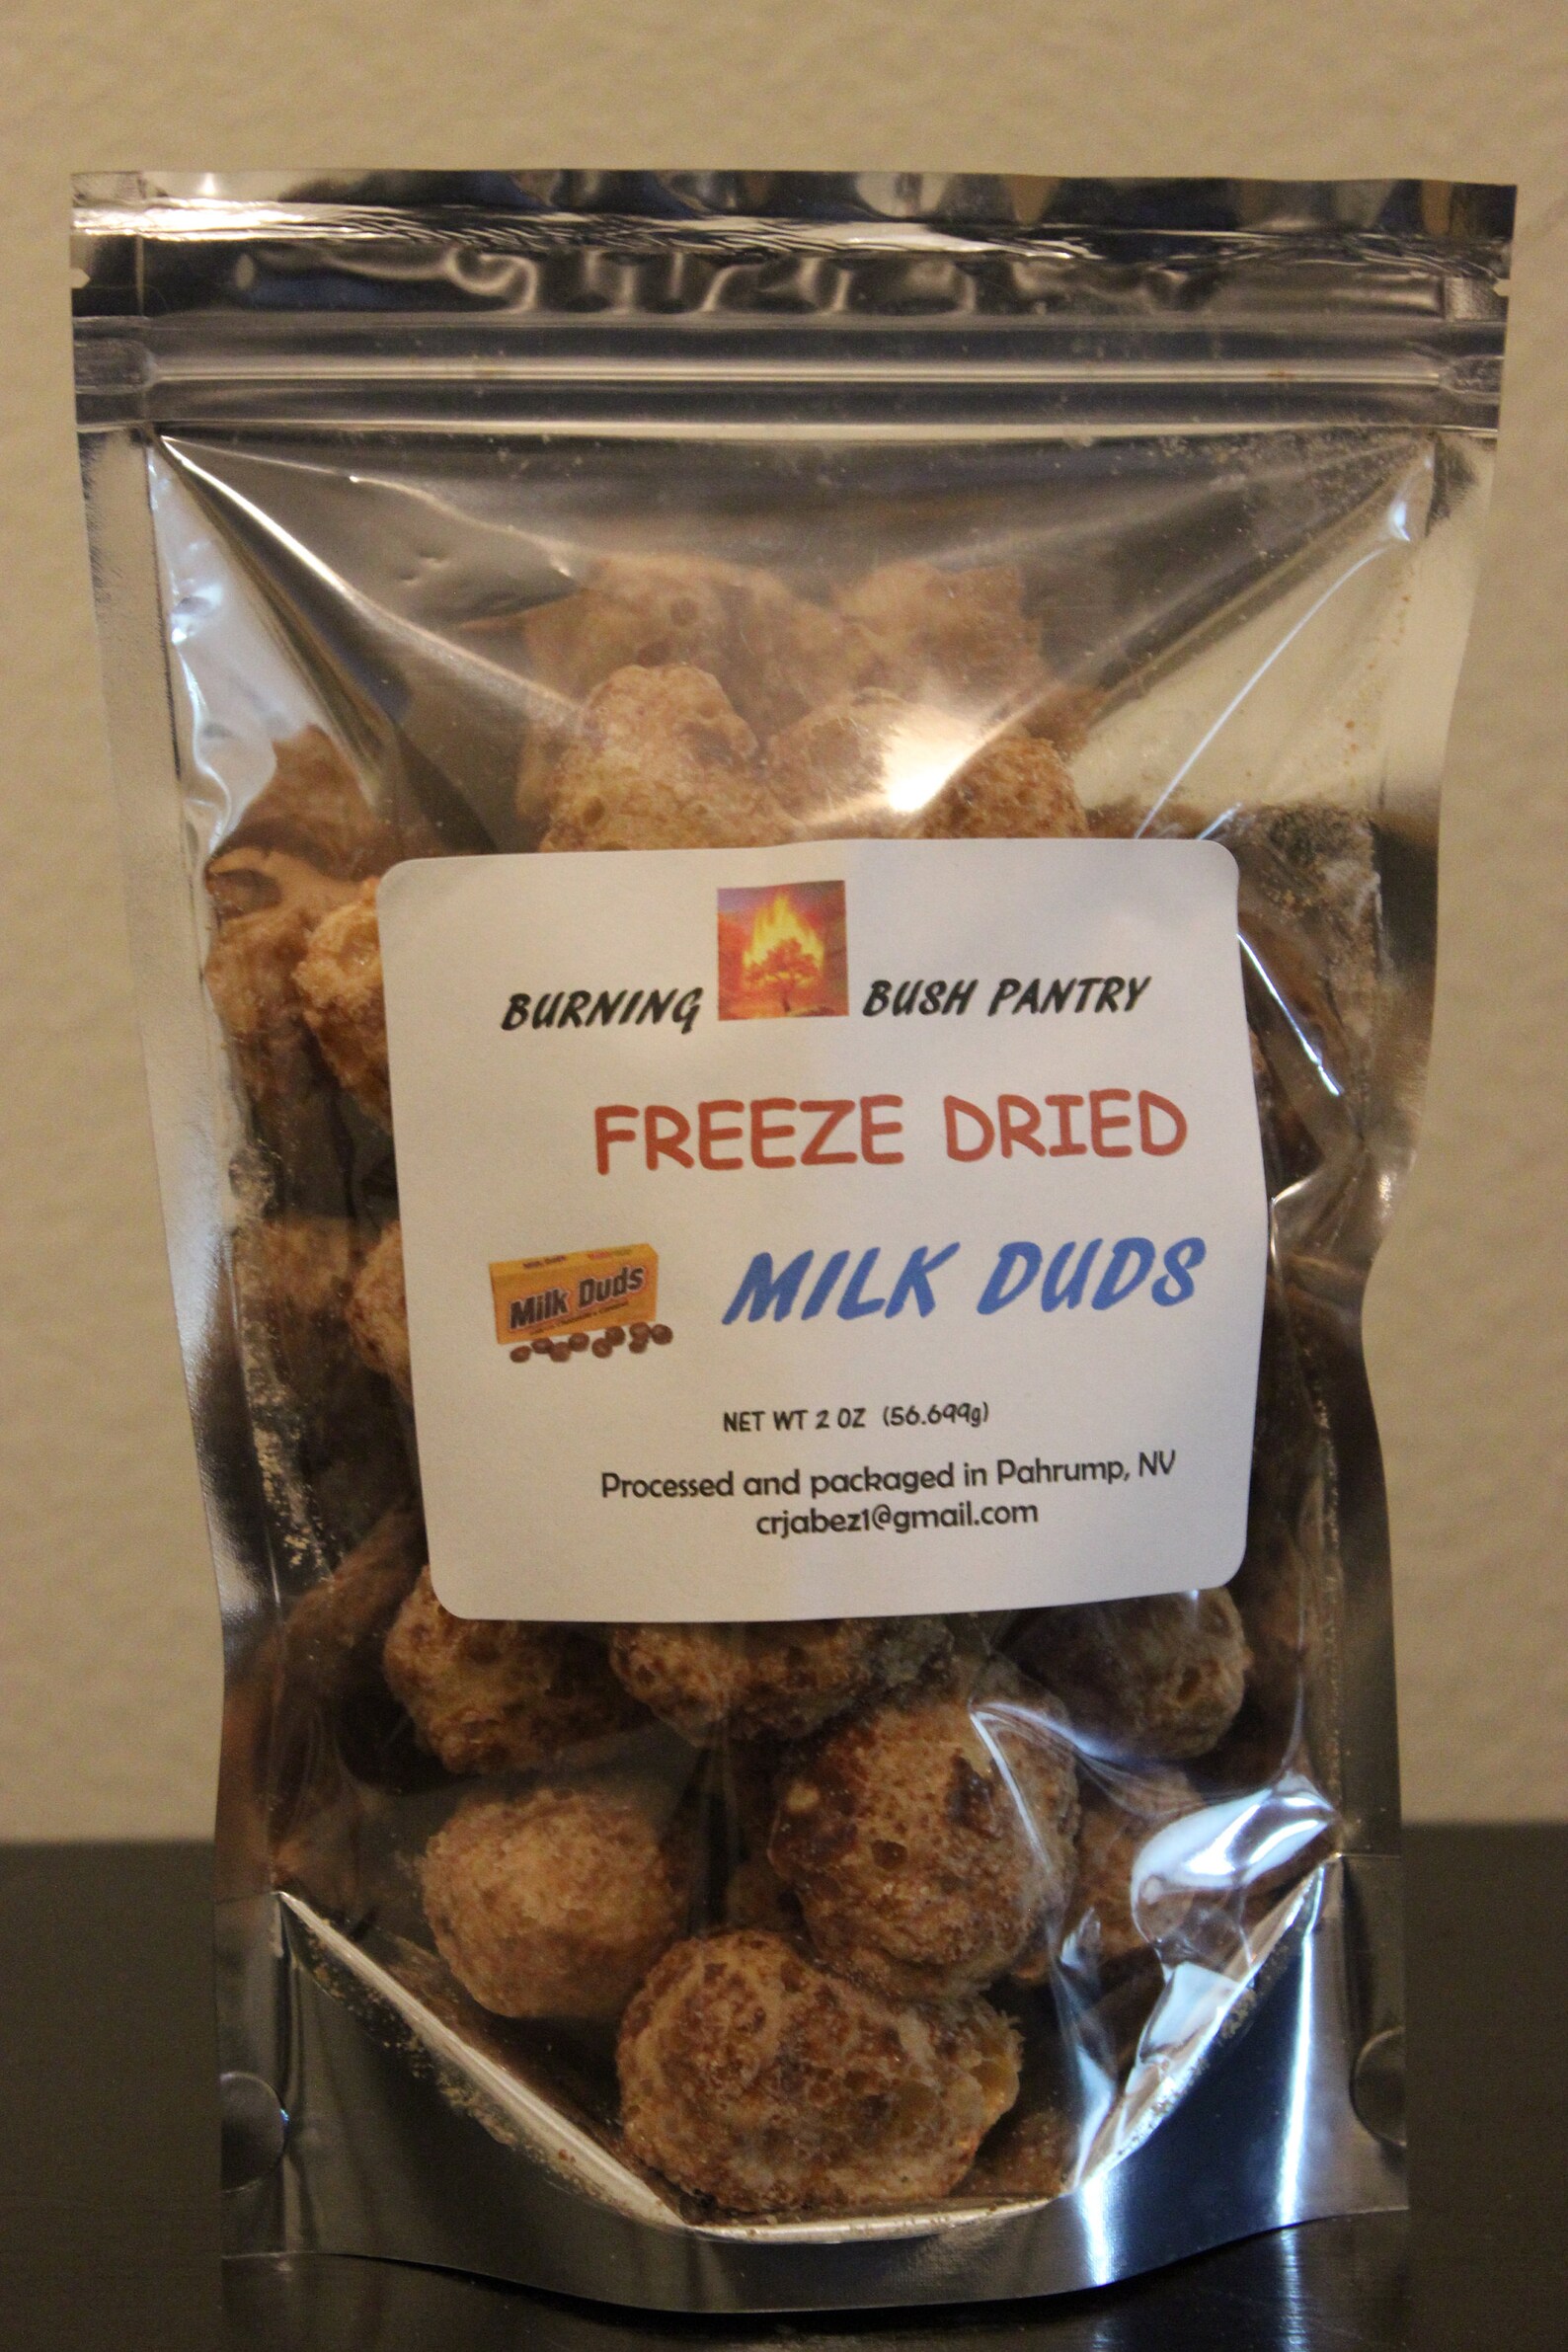 BURNING BUSH PANTRY
FREEZE DRIED
Milk Duds
MILK DUDS
NET WT 2 OZ (56.699g)
Processed and packaged in Pahrump, NV
crjabez1@gmail.com